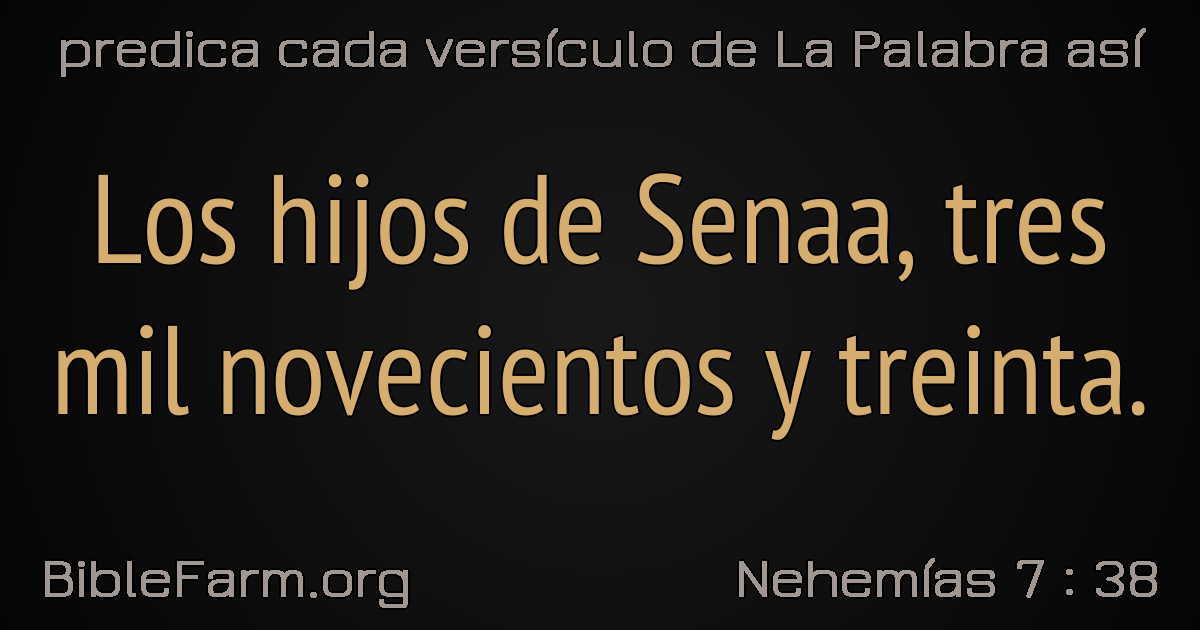 predica cada versículo de La Palabra así
Los hijos de Senaa, tres
mil novecientos y treinta.
BibleFarm.org
Nehemías 7 : 38